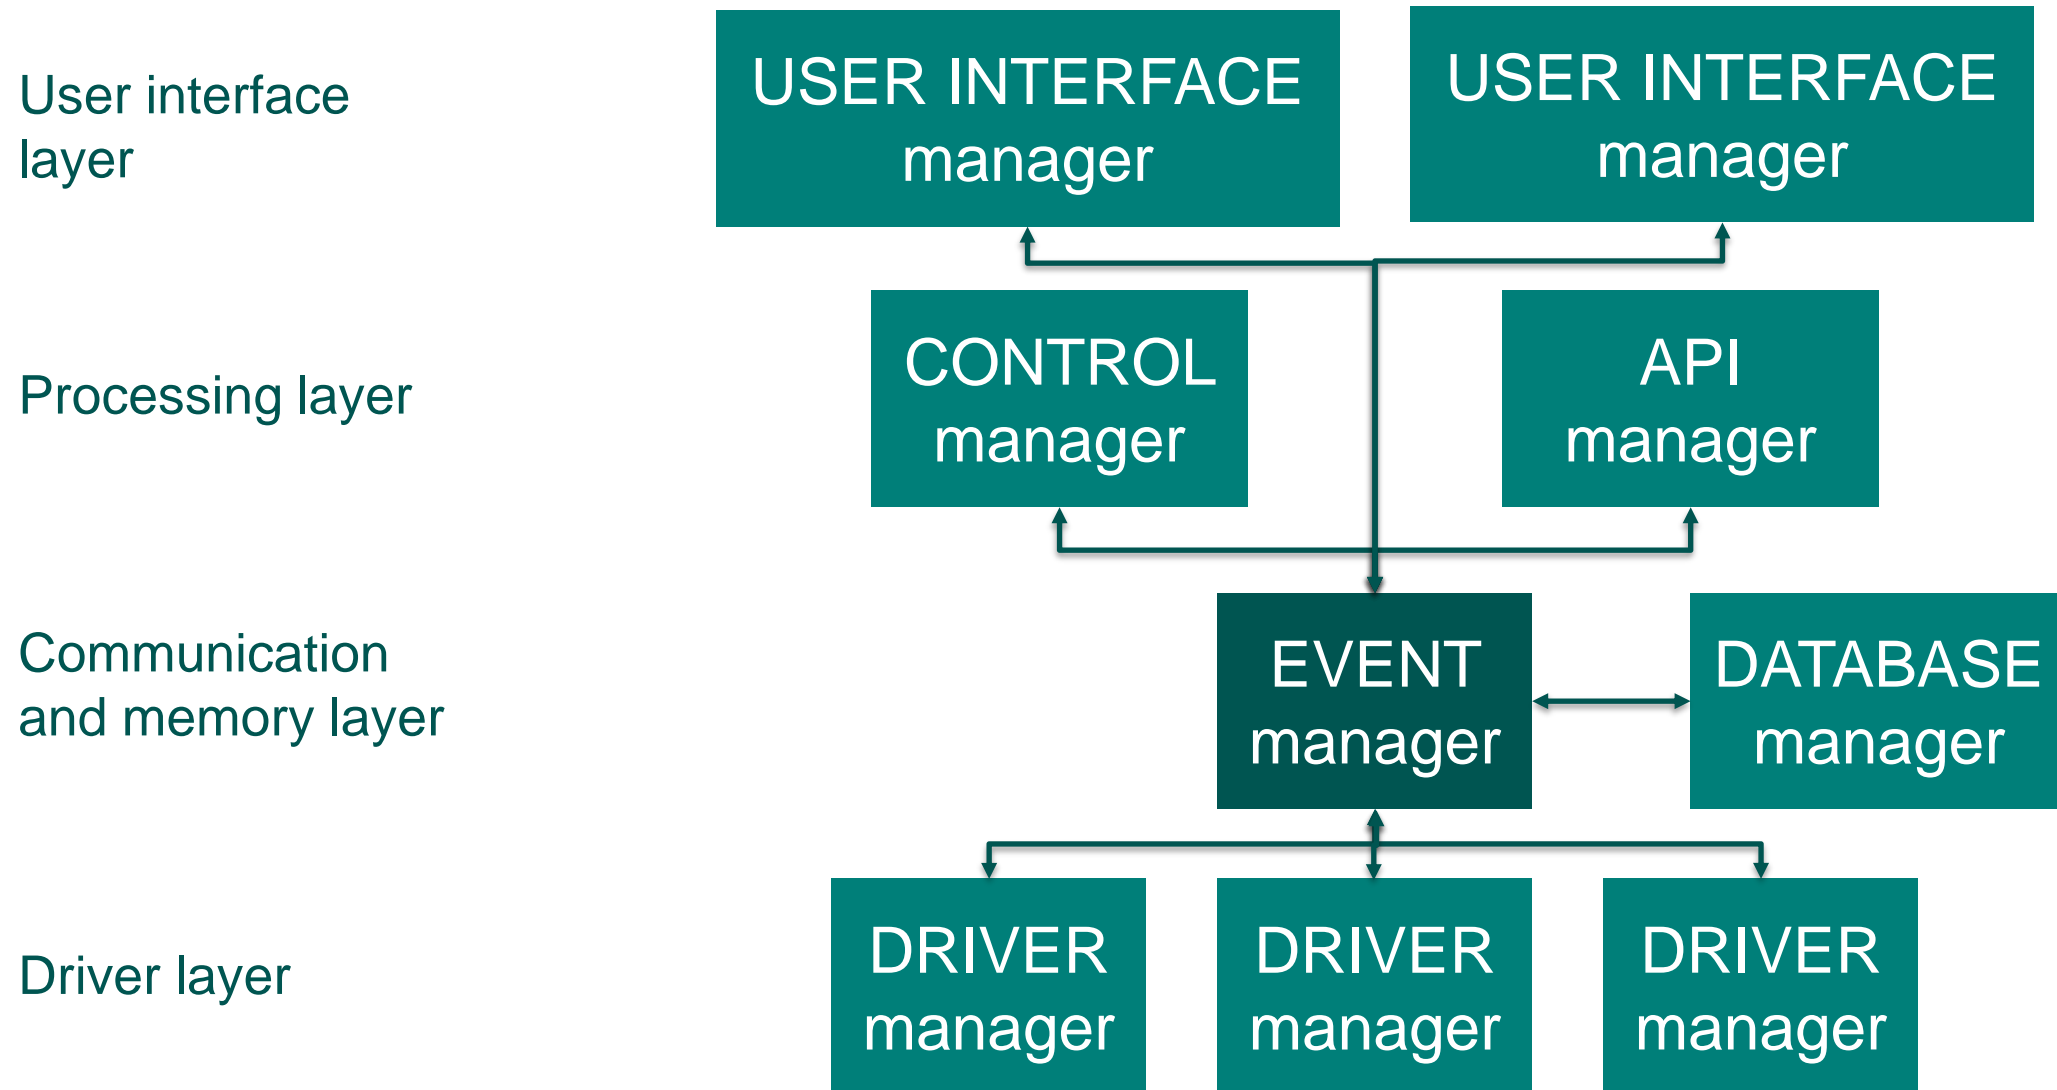 User interface
layer
USER INTERFACE
manager
USER INTERFACE
manager
Processing layer
CONTROL
manager
API
manager
Communication
and memory layer
EVENT
manager
DATABASE
manager
Driver layer
DRIVER
manager
DRIVER
manager
DRIVER
manager